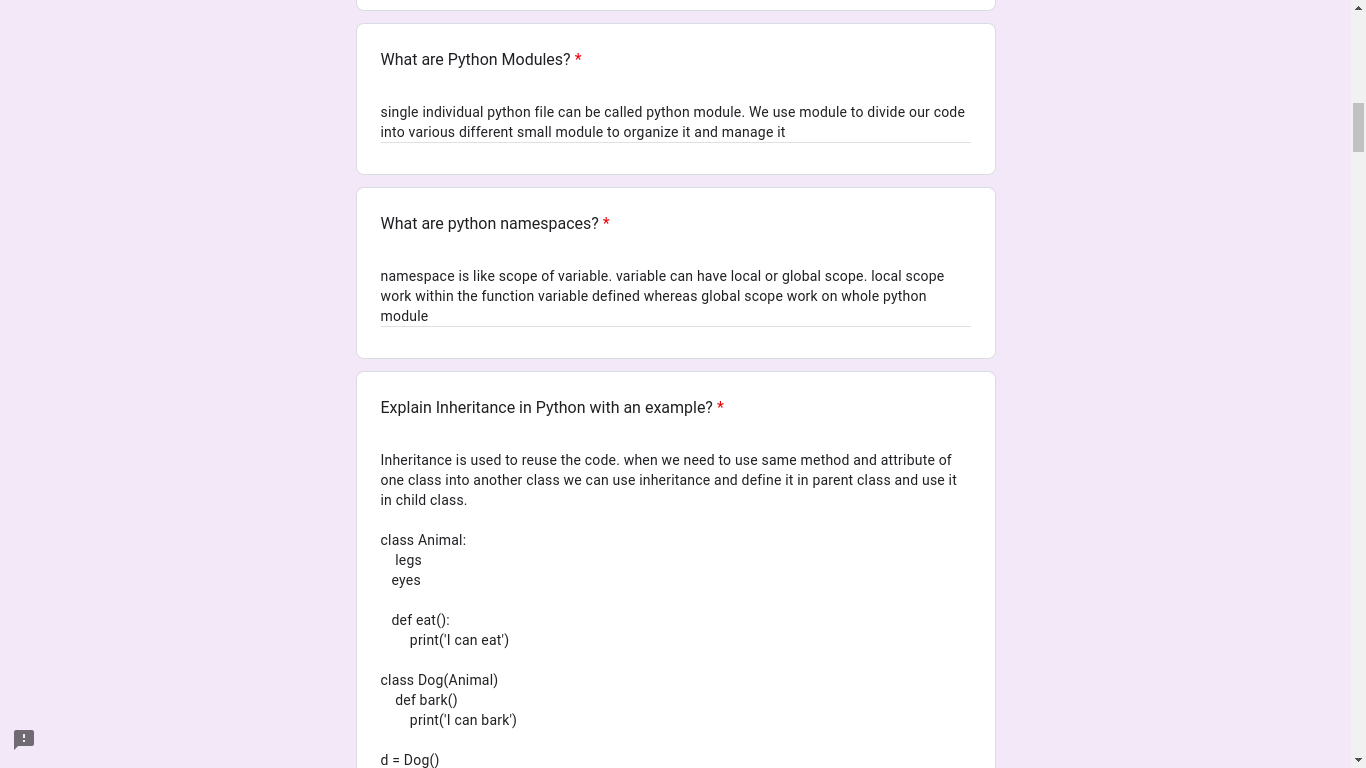 What are Python Modules? *
single individual python file can be called python module. We use module to divide our code
into various different small module to organize it and manage it
What are python namespaces? *
namespace is like scope of variable. variable can have local or global scope. local scope
work within the function variable defined whereas global scope work on whole python
module
Explain Inheritance in Python with an example? *
Inheritance is used to reuse the code. when we need to use same method and attribute of
one class into another class we can use inheritance and define it in parent class and use it
in child class.
class Animal:
    legs
   eyes
   def eat():
        print('I can eat')
class Dog(Animal)
    def bark()
        print('I can bark')
d = Dog()